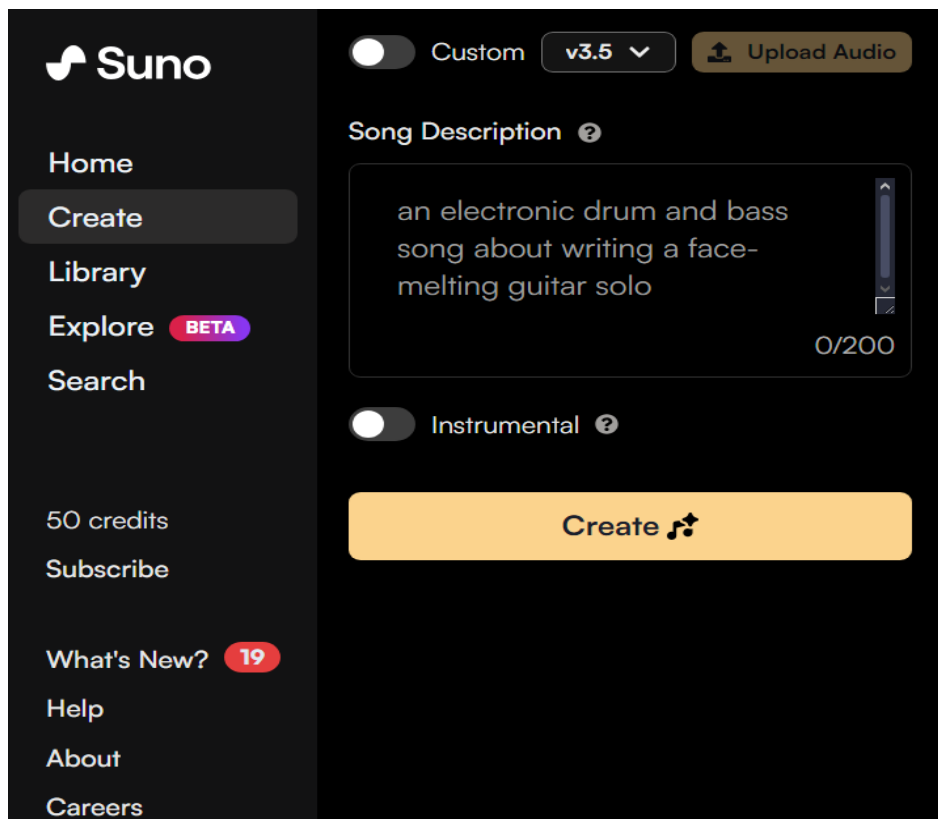 Suno
Home
Create
Library
Explore BETA
Search
50 credits
Subscribe
What's New? 19
Help
About
Careers
Custom v3.5 Upload Audio
Song Description ?
an electronic drum and bass
song about writing a face-
melting guitar solo
0/200
Instrumental ?
Create